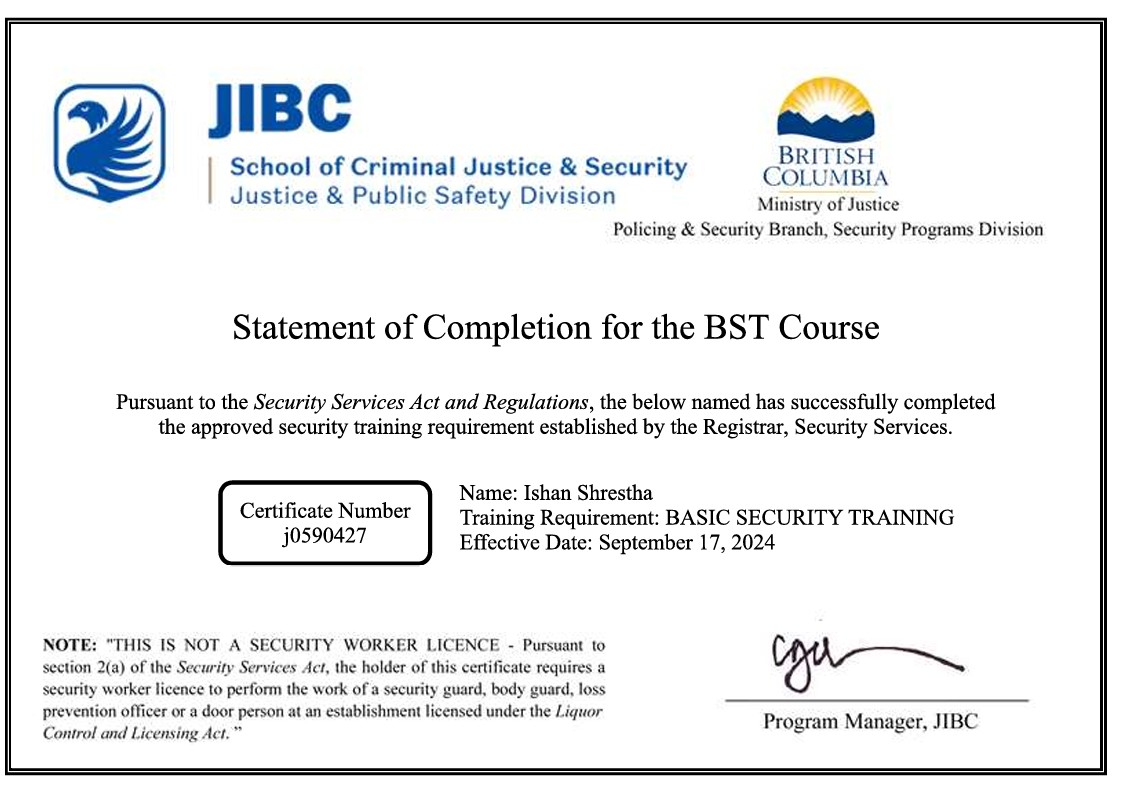 JIBC
School of Criminal Justice & Security
Justice & Public Safety Division
BRITISH
COLUMBIA
Ministry of Justice
Policing & Security Branch, Security Programs Division
Statement of Completion for the BST Course
Pursuant to the Security Services Act and Regulations, the below named has successfully completed
the approved security training requirement established by the Registrar, Security Services.
Certificate Number
j0590427
Name: Ishan Shrestha
Training Requirement: BASIC SECURITY TRAINING
Effective Date: September 17, 2024
NOTE: "THIS IS NOT A SECURITY WORKER LICENCE - Pursuant to
section 2(a) of the Security Services Act, the holder of this certificate requires a
security worker licence to perform the work of a security guard, body guard, loss
prevention officer or a door person at an establishment licensed under the Liquor
Control and Licensing Act. ”
Program Manager, JIBC